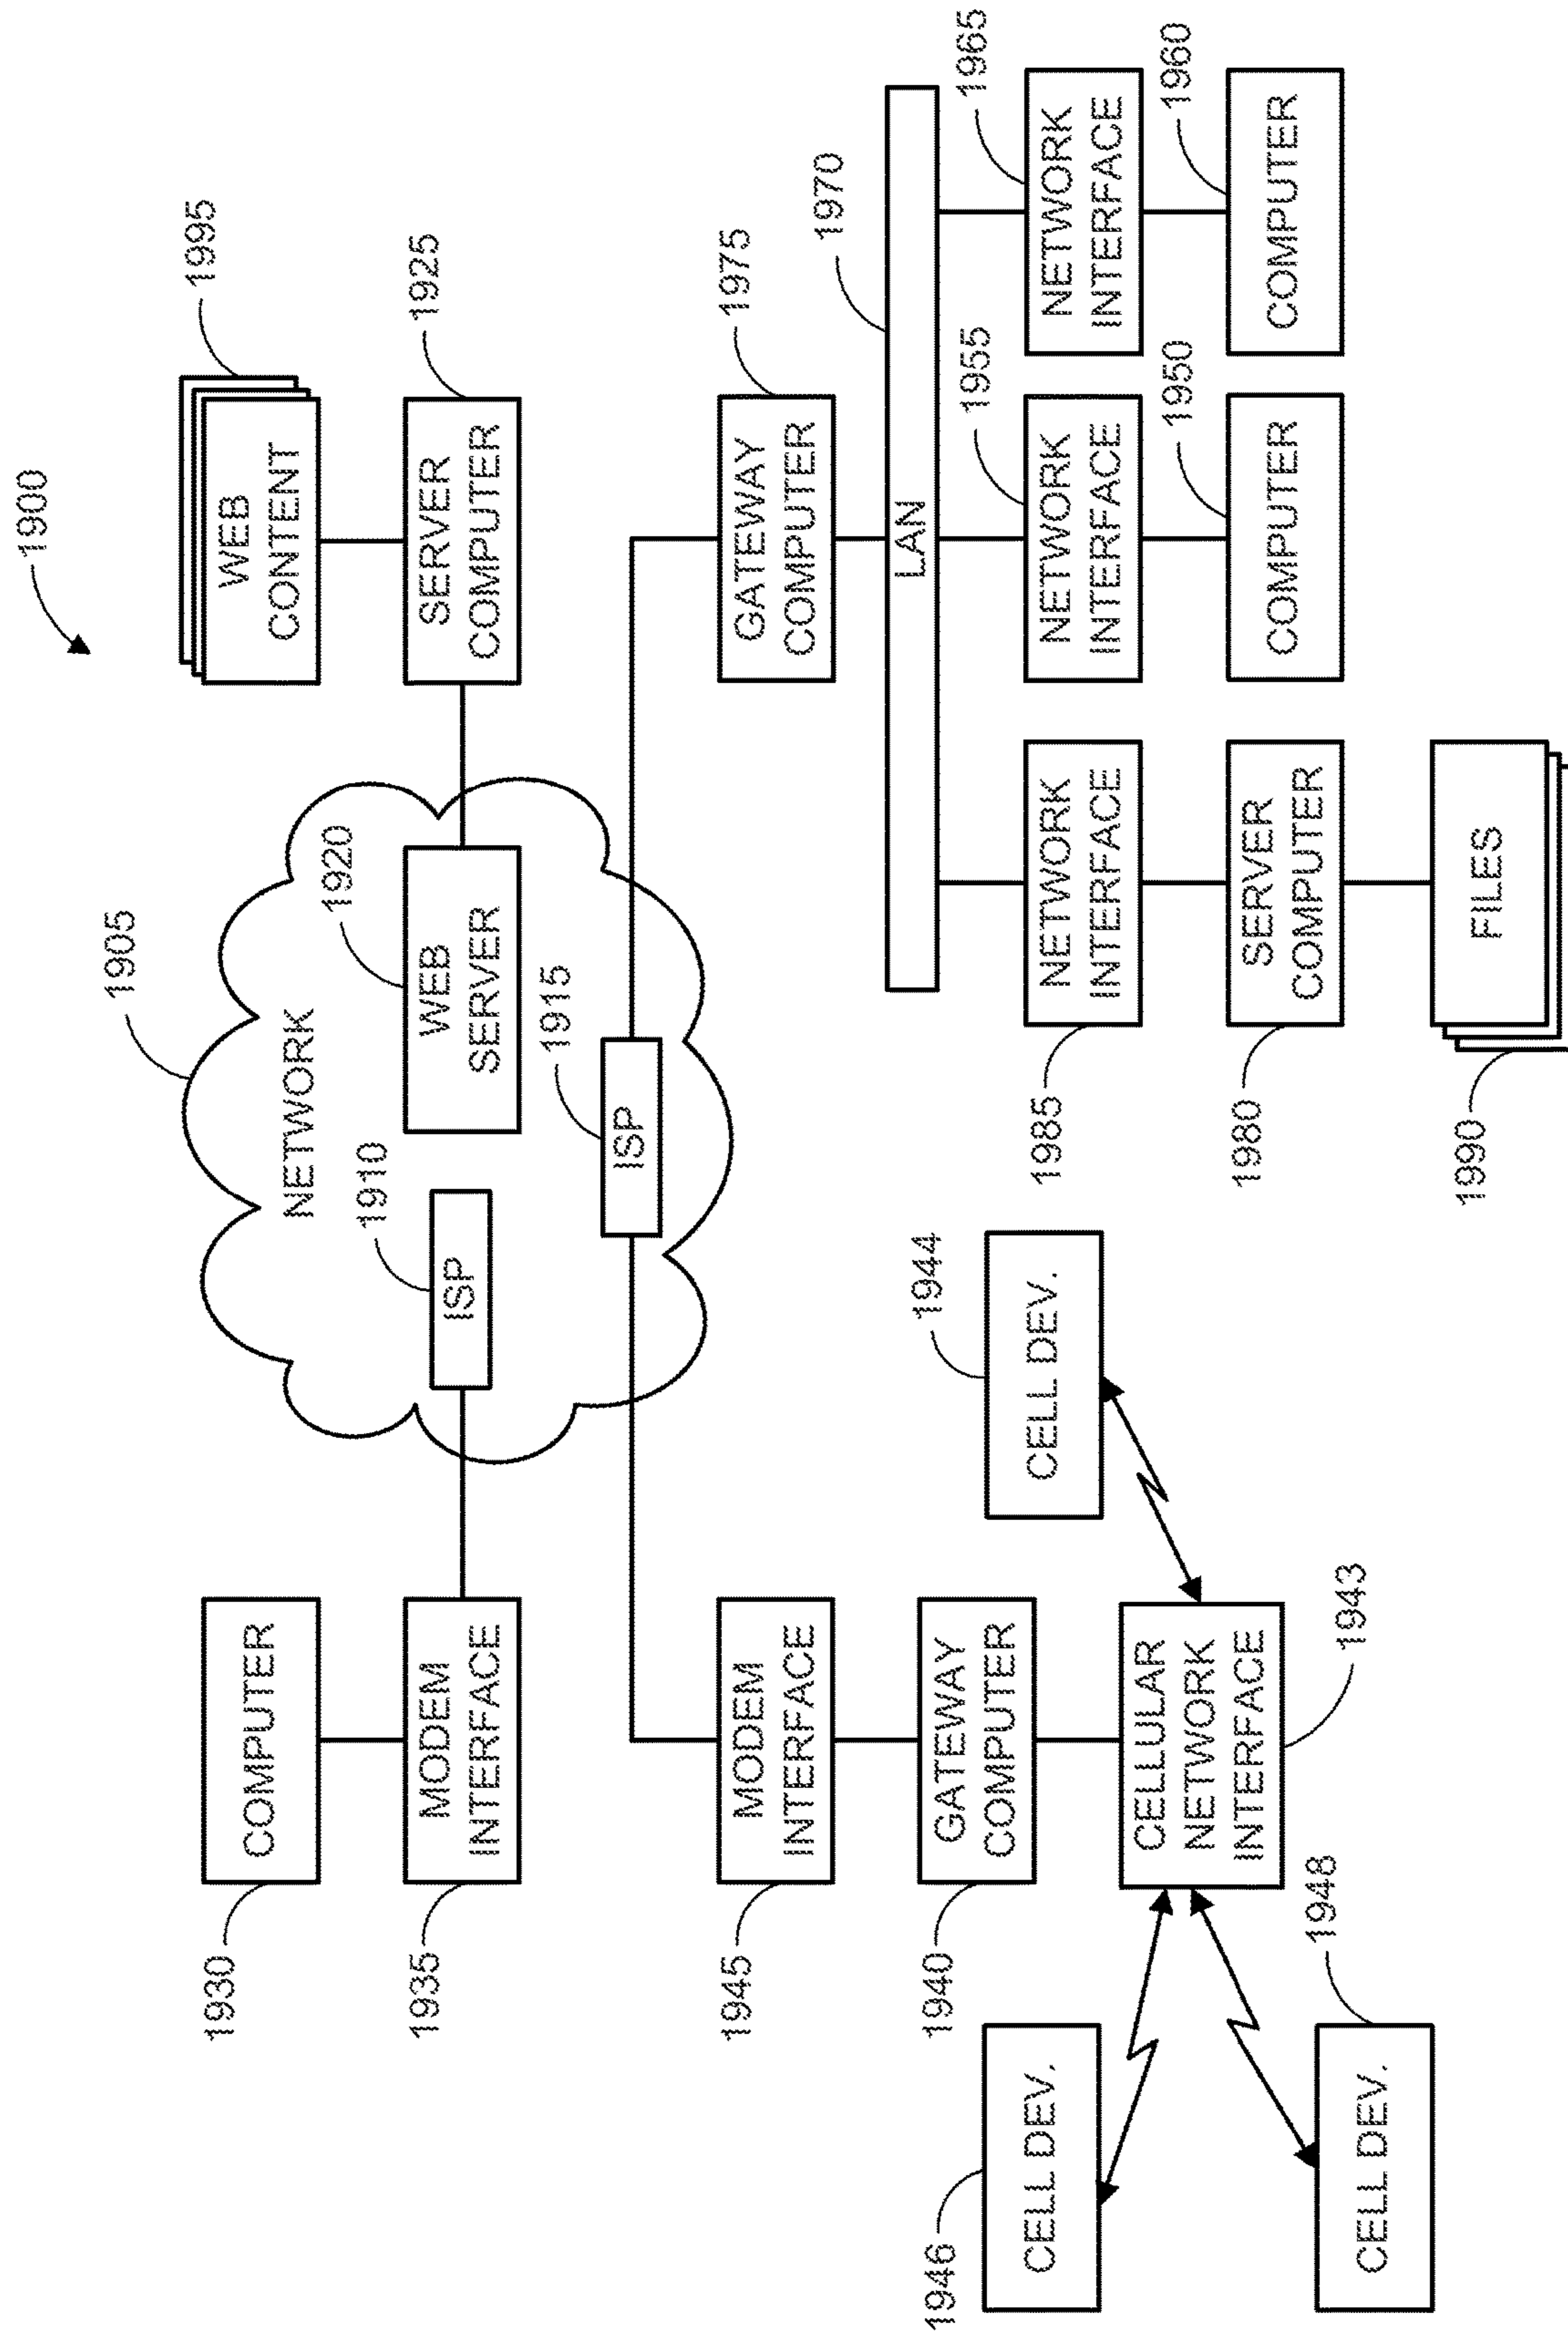 1900
1905
NETWORK
COMPUTER
1930
MODEM
INTERFACE
1935
1910
ISP
1920
WEB
SERVER
WEB
CONTENT
1995
SERVER
COMPUTER
1925
1915
ISP
MODEM
INTERFACE
1945
GATEWAY
COMPUTER
1940
CELLULAR
NETWORK
INTERFACE
1943
CELL DEV.
1944
CELL DEV.
1946
CELL DEV.
1948
GATEWAY
COMPUTER
1975
LAN
1970
NETWORK
INTERFACE
1985
NETWORK
INTERFACE
1955
NETWORK
INTERFACE
1965
SERVER
COMPUTER
1980
COMPUTER
1950
COMPUTER
1960
FILES
1990